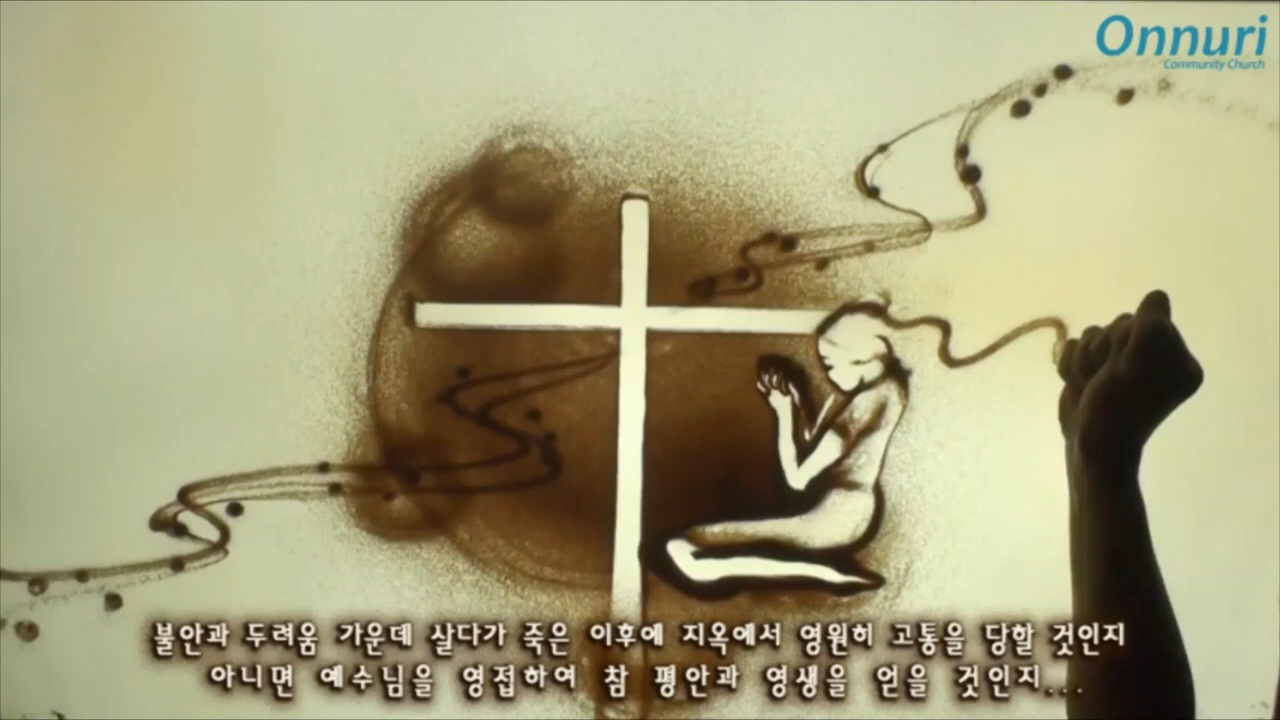 Onnuri
Community Church
불안과 두려움 가운데 살다가 죽은 이후에 지옥에서 영원히 고통을 당할 것인지
아니면 예수님을 영접하여 참 평안과 영생을 얻을 것인지...